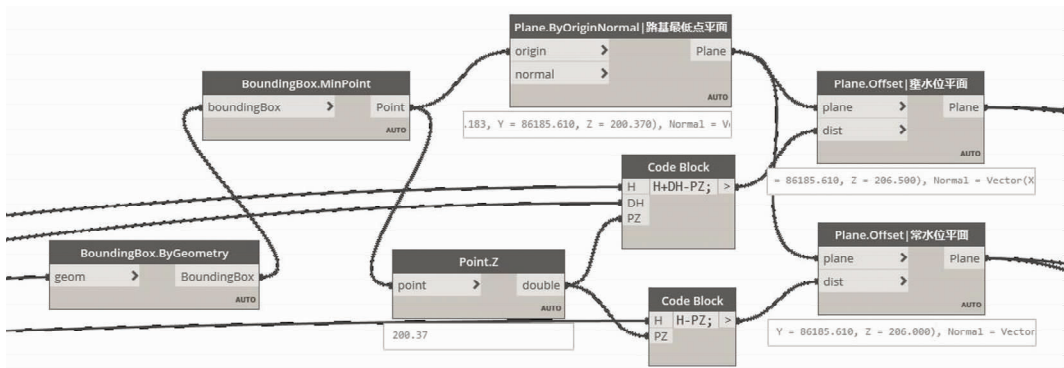 Plane.ByOriginNormal|路基最低点平面
origin > Plane
normal >
AUTO
.183, Y = 86185.610, Z = 200.370), Normal = V
BoundingBox.MinPoint
boundingBox > Point
AUTO
Plane.Offset|壅水位平面
plane > Plane
dist >
AUTO
= 86185.610, Z = 206.500), Normal = Vector(X
Code Block
H H+DH-PZ; >
DH
PZ
BoundingBox.ByGeometry
geom > BoundingBox
AUTO
Point.Z
point > double
AUTO
200.37
Code Block
H H-PZ; >
PZ
Plane.Offset|常水位平面
plane > Plane
dist >
AUTO
Y = 86185.610, Z = 206.000), Normal = Vector